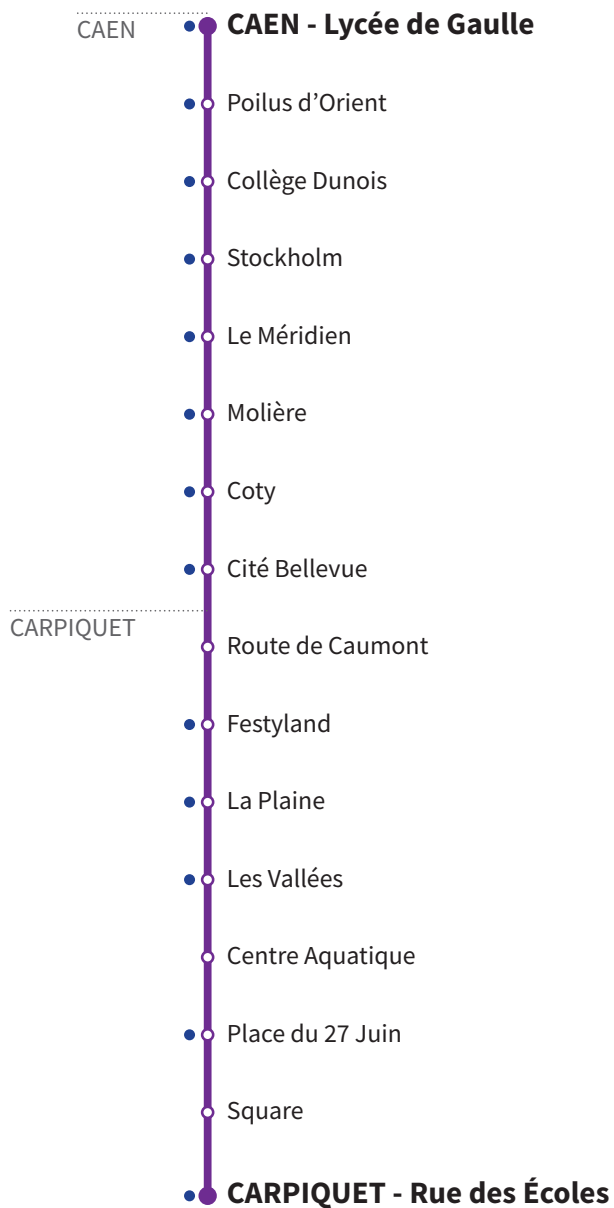 CAEN
CAEN - Lycée de Gaulle
Poilus d’Orient
Collège Dunois
Stockholm
Le Méridien
Molière
Coty
Cité Bellevue
CARPIQUET
Route de Caumont
Festyland
La Plaine
Les Vallées
Centre Aquatique
Place du 27 Juin
Square
CARPIQUET - Rue des Écoles